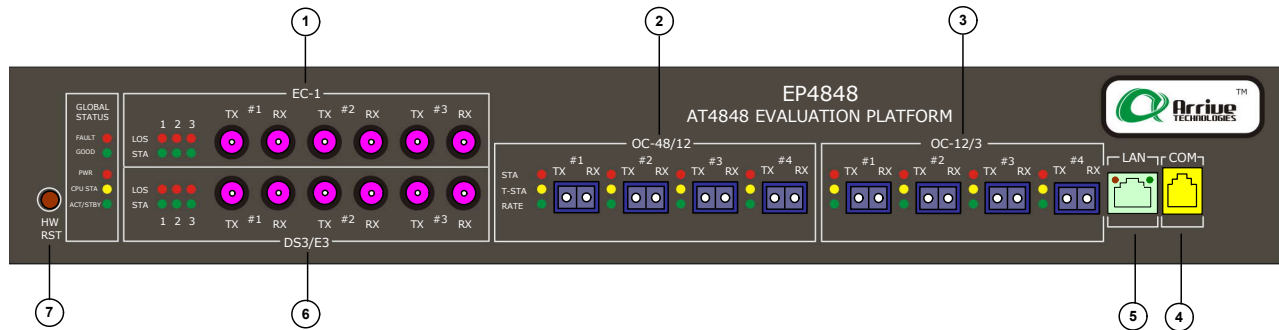 1
2
3
EP4848
AT4848 EVALUATION PLATFORM
Arrive
TECHNOLOGIES
TM
GLOBAL
STATUS
FAULT
GOOD
PWR
CPU STA
ACT/STBY
HW
RST
EC-1
1 2 3
LOS
STA
TX #1 RX
TX #2 RX
TX #3 RX
LOS
STA
1 2 3
TX #1 RX
TX #2 RX
TX #3 RX
DS3/E3
OC-48/12
STA
T-STA
RATE
TX #1 RX
TX #2 RX
TX #3 RX
TX #4 RX
OC-12/3
TX #1 RX
TX #2 RX
TX #3 RX
TX #4 RX
LAN
COM
7
6
5
4